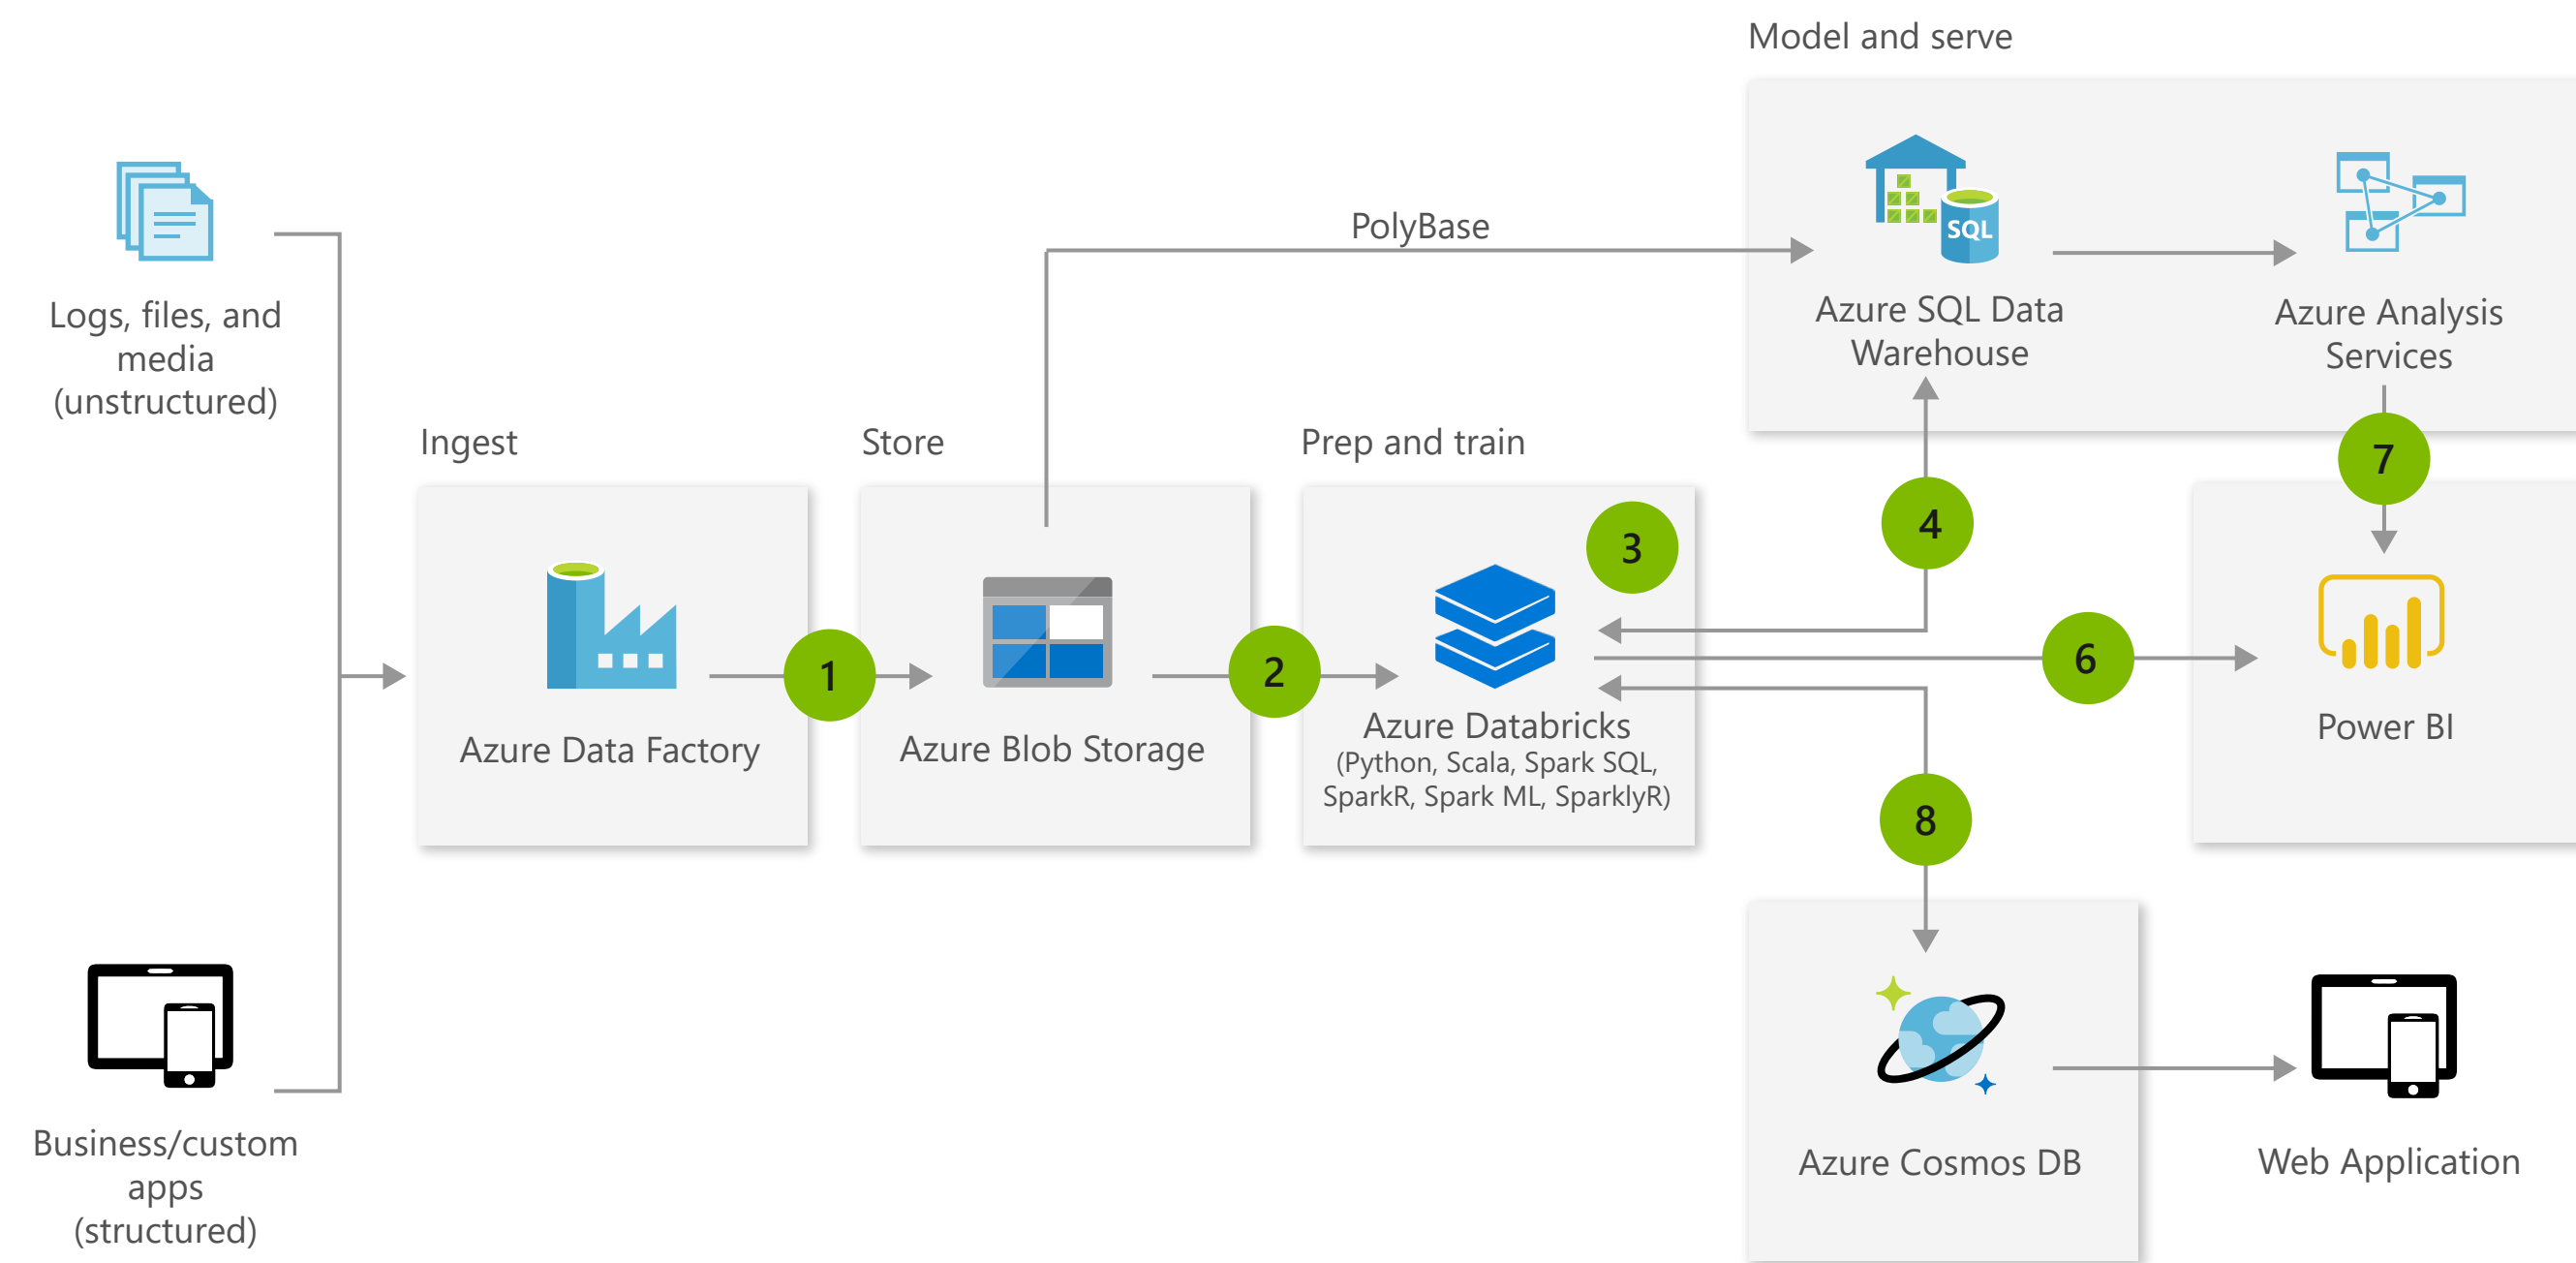 Model and serve
Logs, files, and
media
(unstructured)
PolyBase
SQL
Azure SQL Data
Warehouse
Azure Analysis
Services
Ingest
Store
Prep and train
7
4
3
Azure Data Factory
1
Azure Blob Storage
2
Azure Databricks
(Python, Scala, Spark SQL,
SparkR, Spark ML, SparklyR)
6
Power BI
8
Business/custom
apps
(structured)
Azure Cosmos DB
Web Application